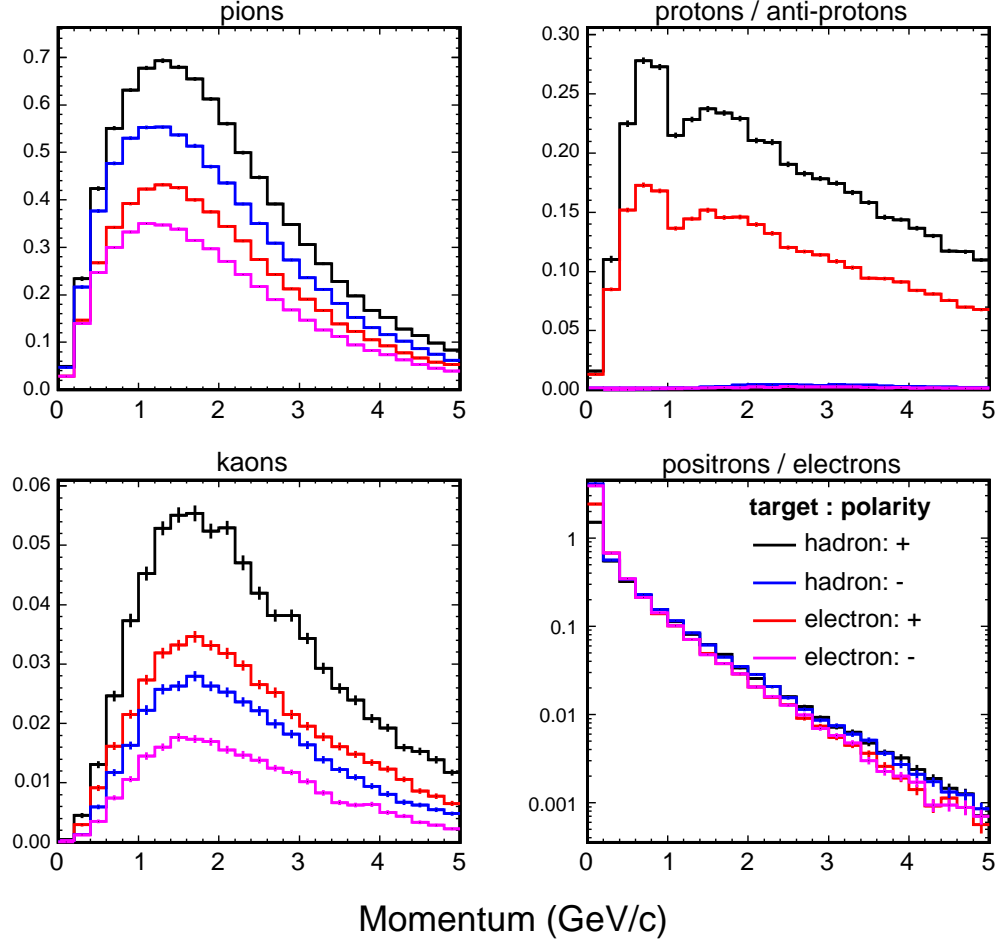 pions
0.7
0.6
0.5
0.4
0.3
0.2
0.1
0.0
0 1 2 3 4 5
protons / anti-protons
0.30
0.25
0.20
0.15
0.10
0.05
0.00
0 1 2 3 4 5
kaons
0.06
0.05
0.04
0.03
0.02
0.01
0.00
0 1 2 3 4 5
positrons / electrons
target : polarity
hadron: +
hadron: -
electron: +
electron: -
1
0.1
0.01
0.001
0 1 2 3 4 5
Momentum (GeV/c)